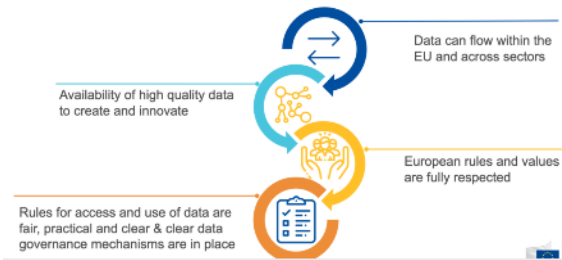 Data can flow within the
EU and across sectors
Availability of high quality data
to create and innovate
European rules and values
are fully respected
Rules for access and use of data are
fair, practical and clear & clear data
governance mechanisms are in place